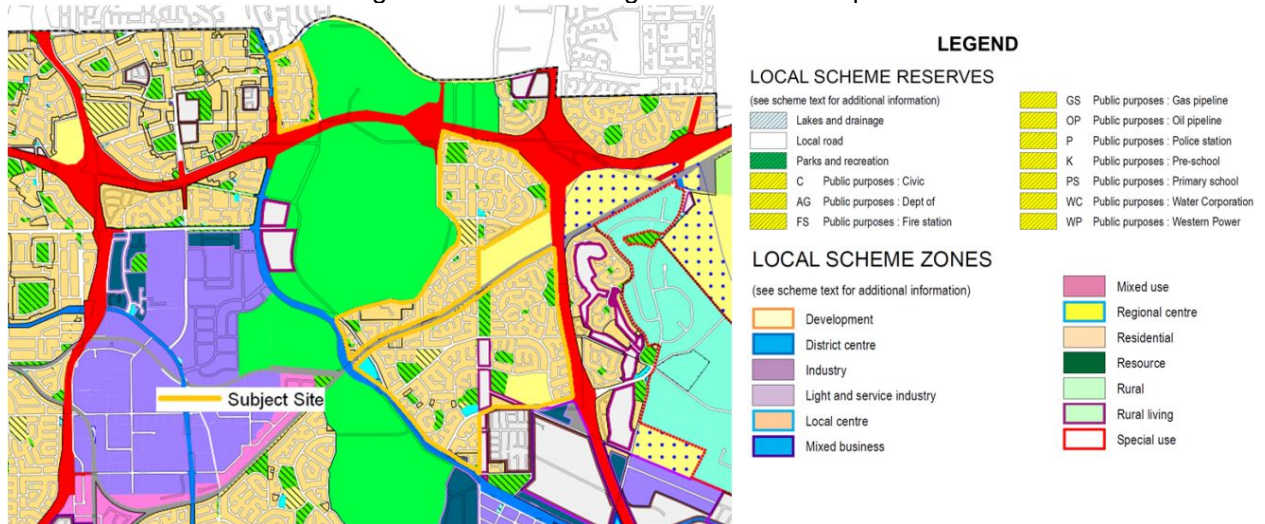 Subject Site
LEGEND
LOCAL SCHEME RESERVES
(see scheme text for additional information)
Lakes and drainage
Local road
Parks and recreation
C Public purposes : Civic
AG Public purposes : Dept of
FS Public purposes : Fire station
GS Public purposes : Gas pipeline
OP Public purposes : Oil pipeline
P Public purposes : Police station
K Public purposes : Pre-school
PS Public purposes : Primary school
WC Public purposes : Water Corporation
WP Public purposes : Western Power
LOCAL SCHEME ZONES
(see scheme text for additional information)
Development
District centre
Industry
Light and service industry
Local centre
Mixed business
Mixed use
Regional centre
Residential
Resource
Rural
Rural living
Special use